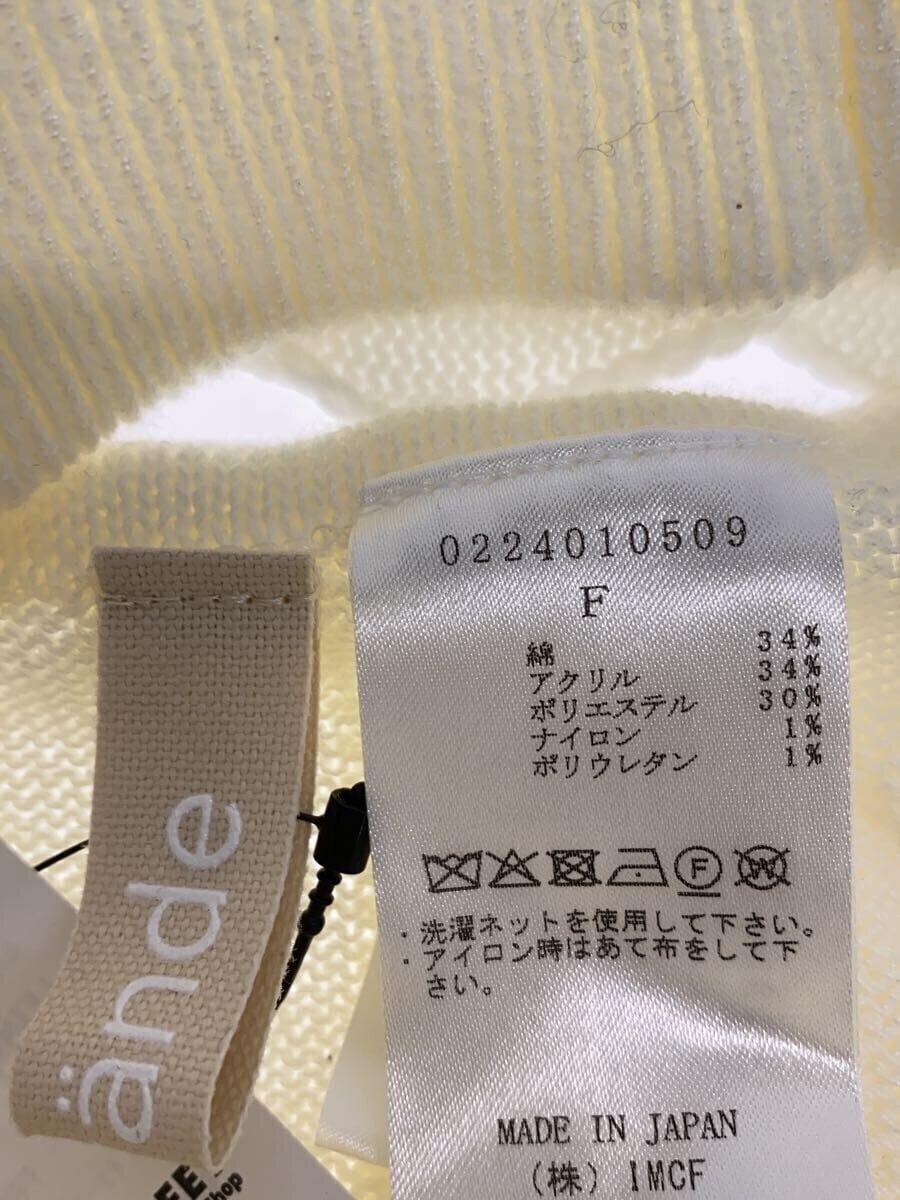 0224010509
F
綿 34%
アクリル 34%
ポリエステル 30%
ナイロン 1%
ポリウレタン 1%
F W
・洗濯ネットを使用して下さい。
・アイロン時はあて布をして下
さい。
MADE IN JAPAN
(株) IMCF
ände